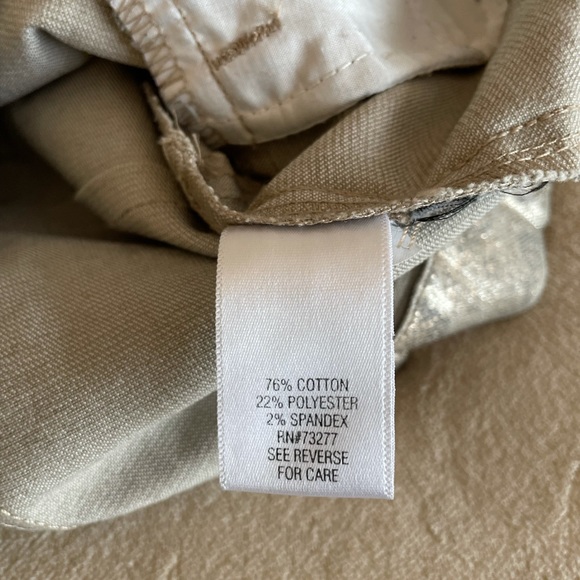 76% COTTON
22% POLYESTER
2% SPANDEX
RN#73277
SEE REVERSE
FOR CARE